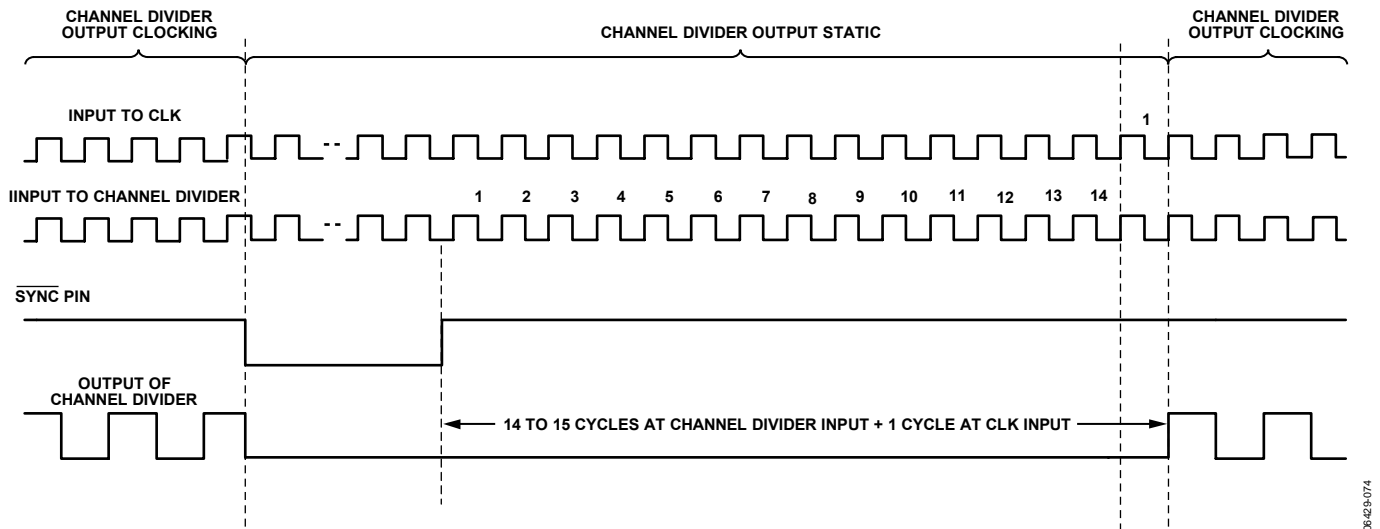 CHANNEL DIVIDER
OUTPUT CLOCKING
CHANNEL DIVIDER OUTPUT STATIC
CHANNEL DIVIDER
OUTPUT CLOCKING
INPUT TO CLK
1
IINPUT TO CHANNEL DIVIDER
1 2 3 4 5 6 7 8 9 10 11 12 13 14
SYNC PIN
OUTPUT OF
CHANNEL DIVIDER
14 TO 15 CYCLES AT CHANNEL DIVIDER INPUT + 1 CYCLE AT CLK INPUT
06429-074